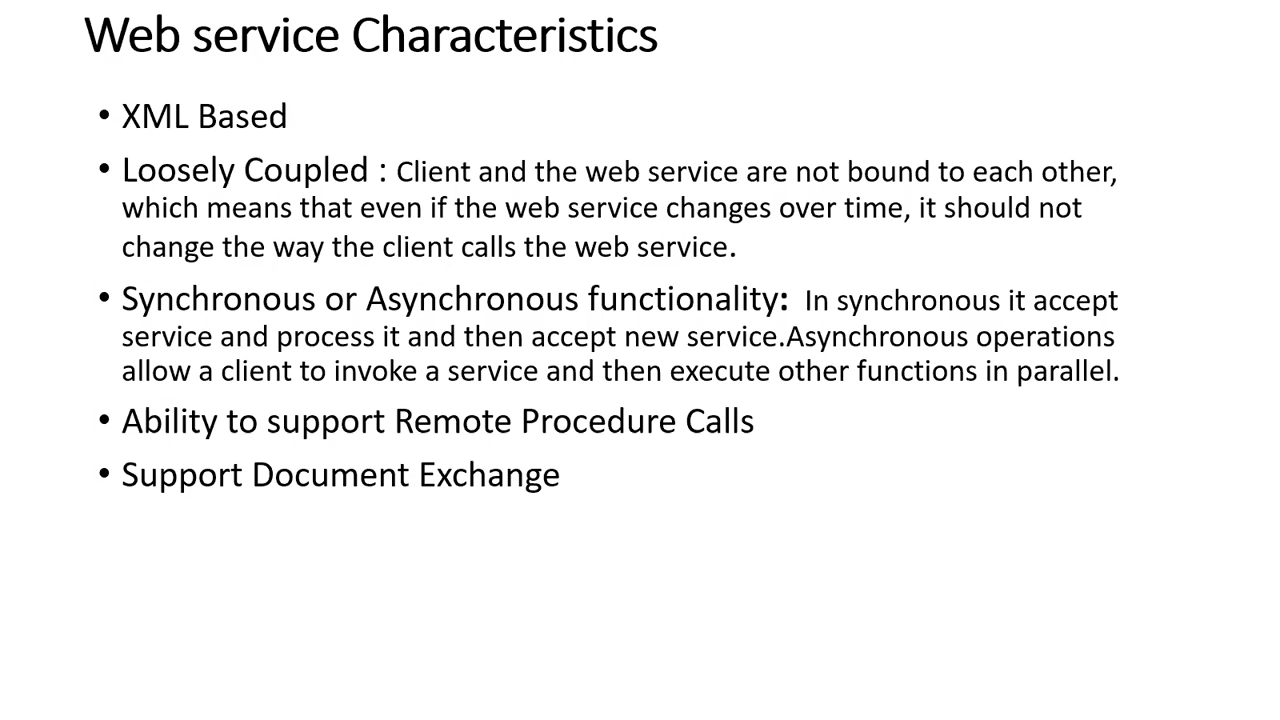 Web service Characteristics
• XML Based
• Loosely Coupled : Client and the web service are not bound to each other,
which means that even if the web service changes over time, it should not
change the way the client calls the web service.
• Synchronous or Asynchronous functionality: In synchronous it accept
service and process it and then accept new service.Asynchronous operations
allow a client to invoke a service and then execute other functions in parallel.
• Ability to support Remote Procedure Calls
• Support Document Exchange